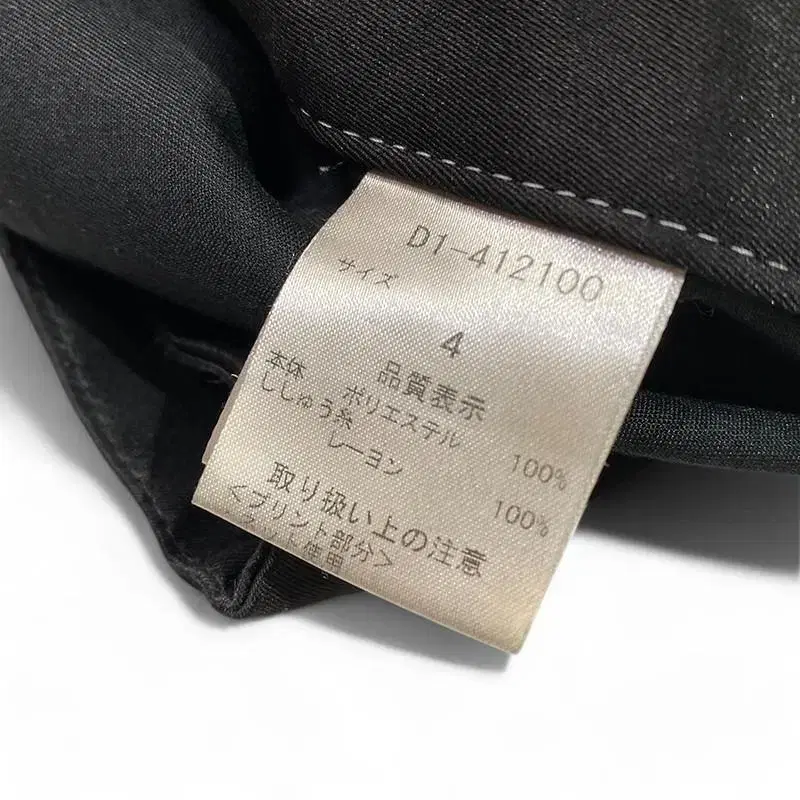 D1-412100
サイズ
4
品質表示
本体 ポリエステル 100%
ししゅう糸
レーヨン 100%
取り扱い上の注意
<プリント部分>
使用